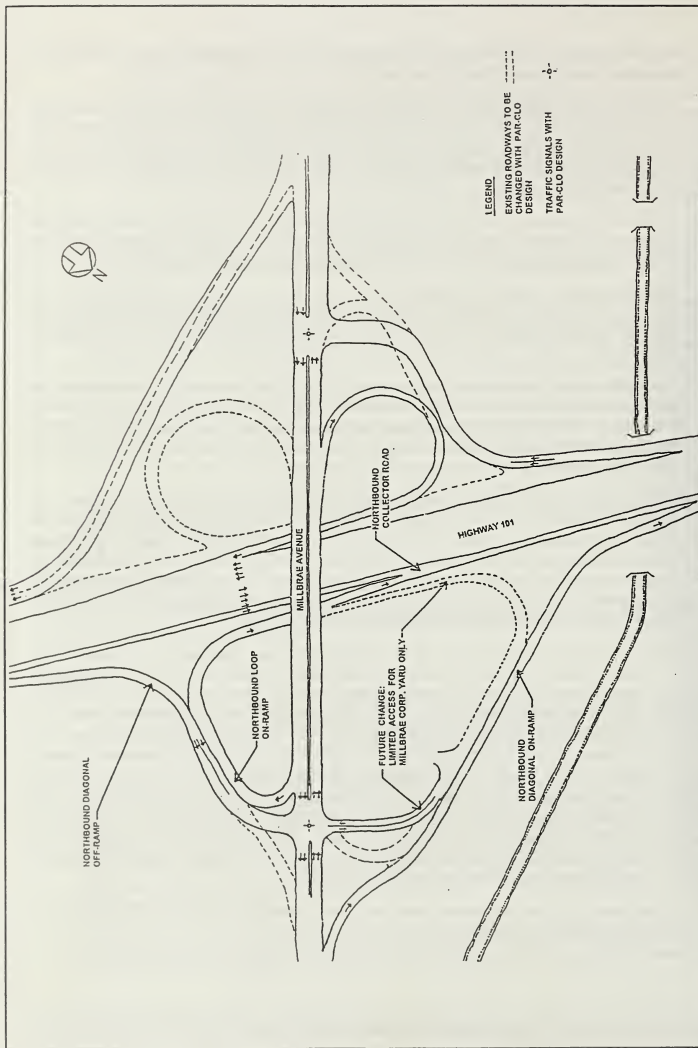 N
LEGEND
EXISTING ROADWAYS TO BE
CHANGED WITH PAR-CLO
DESIGN
TRAFFIC SIGNALS WITH
PAR-CLO DESIGN
NORTHBOUND DIAGONAL
OFF-RAMP
NORTHBOUND LOOP
ON-RAMP
MILLBRAE AVENUE
NORTHBOUND
COLLECTOR ROAD
HIGHWAY 101
FUTURE CHANGE:
LIMITED ACCESS FOR
MILLBRAE CORP. YARD ONLY
NORTHBOUND
DIAGONAL ON-RAMP